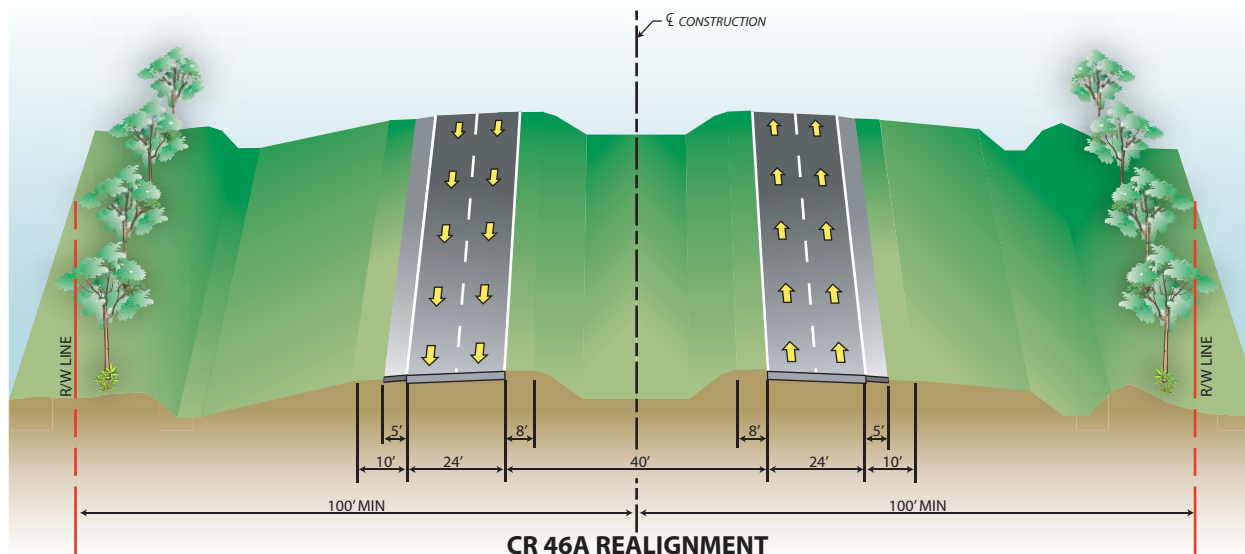 ℄ CONSTRUCTION
R/W LINE
R/W LINE
5' 8' 8' 5'
10' 24' 40' 24' 10'
100' MIN 100' MIN
CR 46A REALIGNMENT